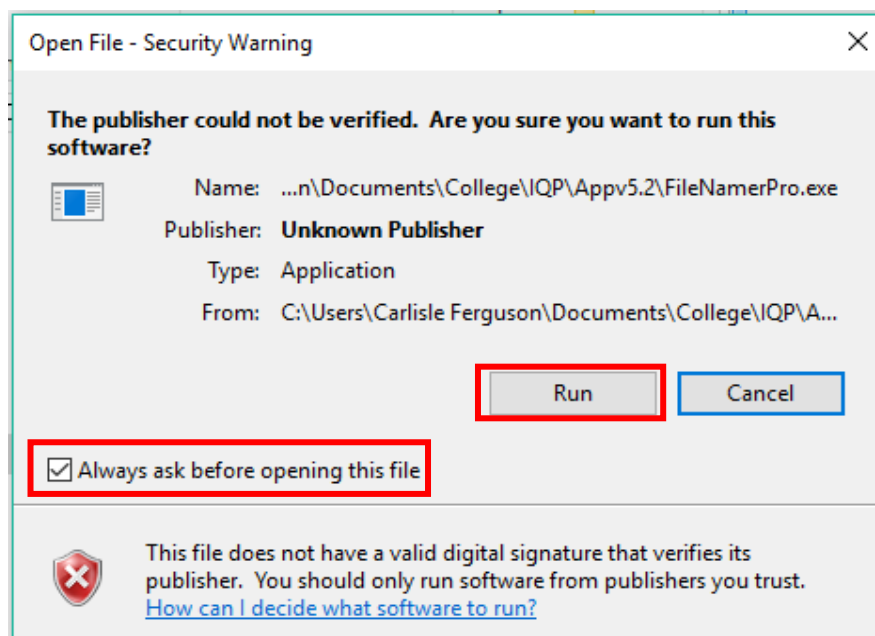 Open File - Security Warning
The publisher could not be verified.  Are you sure you want to run this
software?
Name: ...n\Documents\College\IQP\Appv5.2\FileNamerPro.exe
Publisher: Unknown Publisher
Type: Application
From: C:\Users\Carlisle Ferguson\Documents\College\IQP\A...
Run Cancel
Always ask before opening this file
This file does not have a valid digital signature that verifies its
publisher.  You should only run software from publishers you trust.
How can I decide what software to run?